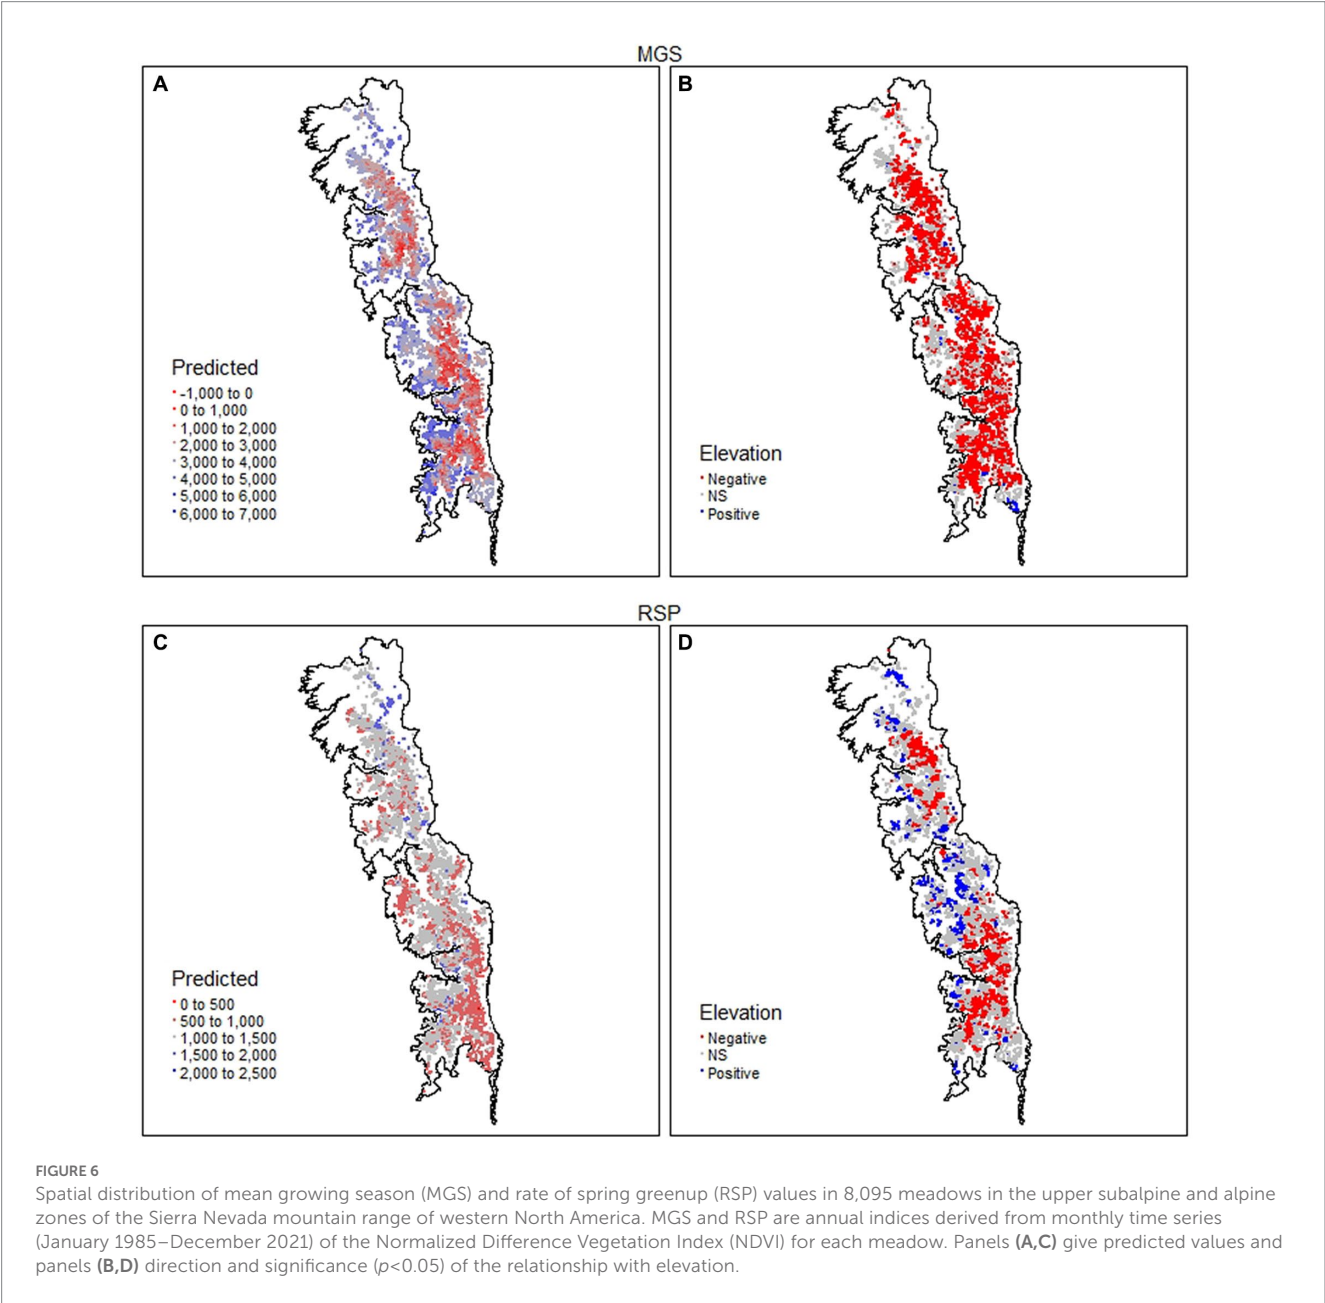 MGS
A
B
Predicted
-1,000 to 0
0 to 1,000
1,000 to 2,000
2,000 to 3,000
3,000 to 4,000
4,000 to 5,000
5,000 to 6,000
6,000 to 7,000
Elevation
Negative
NS
Positive
RSP
C
D
Predicted
0 to 500
500 to 1,000
1,000 to 1,500
1,500 to 2,000
2,000 to 2,500
Elevation
Negative
NS
Positive
FIGURE 6
Spatial distribution of mean growing season (MGS) and rate of spring greenup (RSP) values in 8,095 meadows in the upper subalpine and alpine
zones of the Sierra Nevada mountain range of western North America. MGS and RSP are annual indices derived from monthly time series
(January 1985–December 2021) of the Normalized Difference Vegetation Index (NDVI) for each meadow. Panels (A,C) give predicted values and
panels (B,D) direction and significance (p<0.05) of the relationship with elevation.